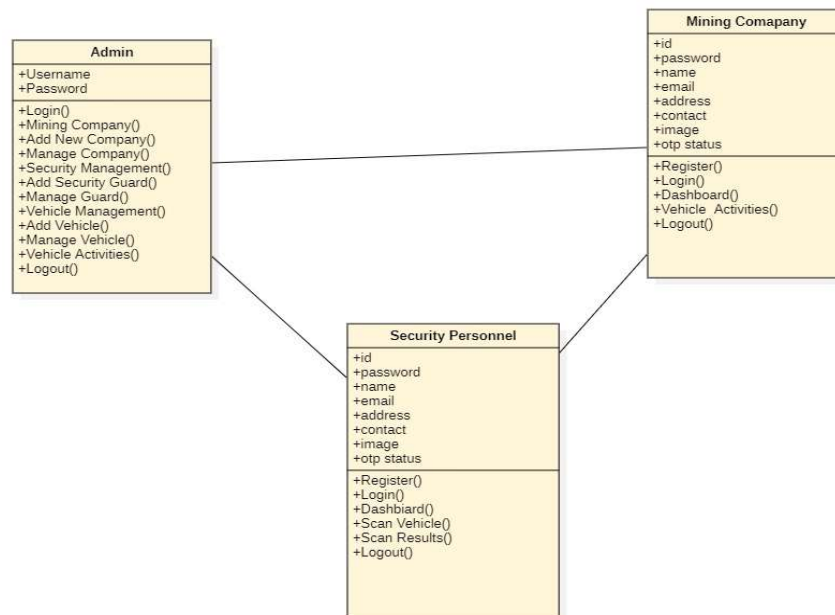 Admin
+Username
+Password
+Login()
+Mining Company()
+Add New Company()
+Manage Company()
+Security Management()
+Add Security Guard()
+Manage Guard()
+Vehicle Management()
+Add Vehicle()
+Manage Vehicle()
+Vehicle Activities()
+Logout()
Mining Comapany
+id
+password
+name
+email
+address
+contact
+image
+otp status
+Register()
+Login()
+Dashboard()
+Vehicle Activities()
+Logout()
Security Personnel
+id
+password
+name
+email
+address
+contact
+image
+otp status
+Register()
+Login()
+Dashbiard()
+Scan Vehicle()
+Scan Results()
+Logout()